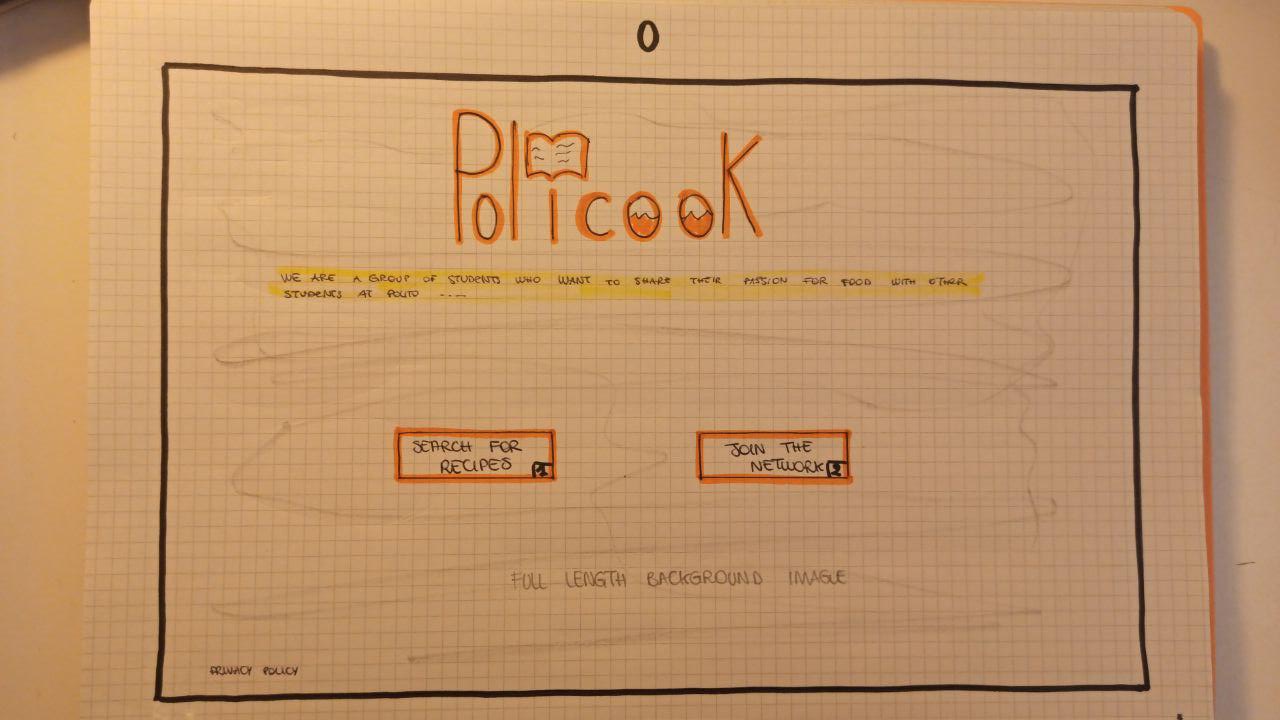 0
Policook
WE ARE A GROUP OF STUDENTS WHO WANT TO SHARE THEIR PASSION FOR FOOD WITH OTHER
STUDENTS AT POLITO ....
SEARCH FOR
RECIPES 1
JOIN THE
NETWORK 2
FULL LENGTH BACKGROUND IMAGE
PRIVACY POLICY